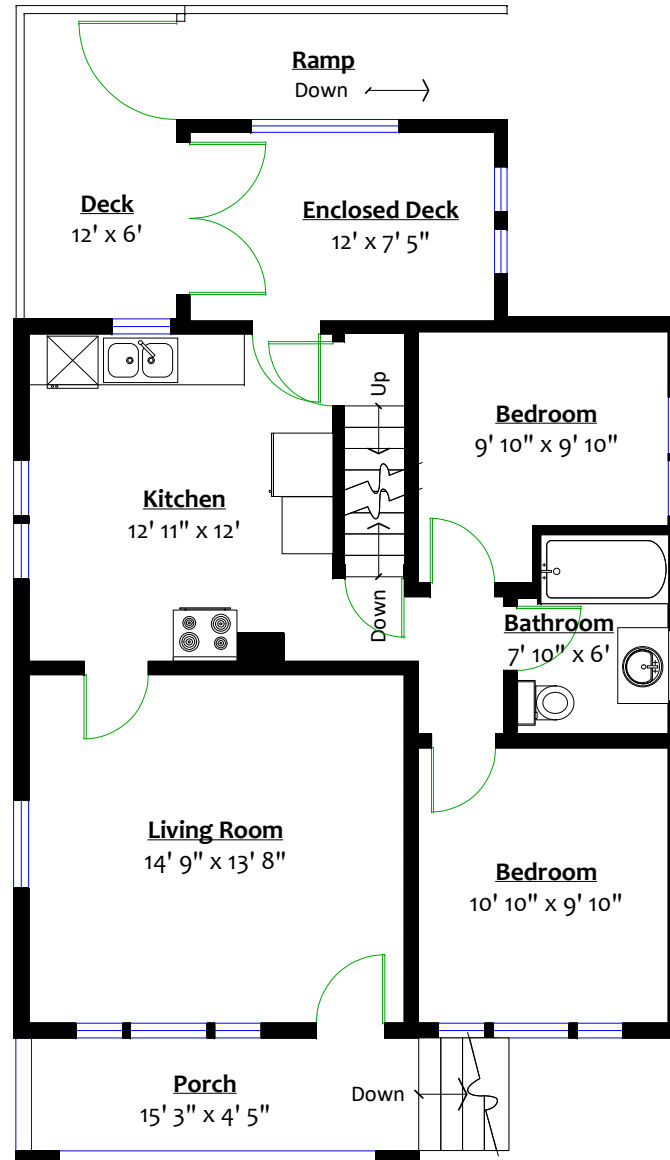 Ramp
Down
Deck
12' x 6'
Enclosed Deck
12' x 7' 5"
Up
Bedroom
9' 10" x 9' 10"
Kitchen
12' 11" x 12'
Down
Bathroom
7' 10" x 6'
Living Room
14' 9" x 13' 8"
Bedroom
10' 10" x 9' 10"
Porch
15' 3" x 4' 5"
Down